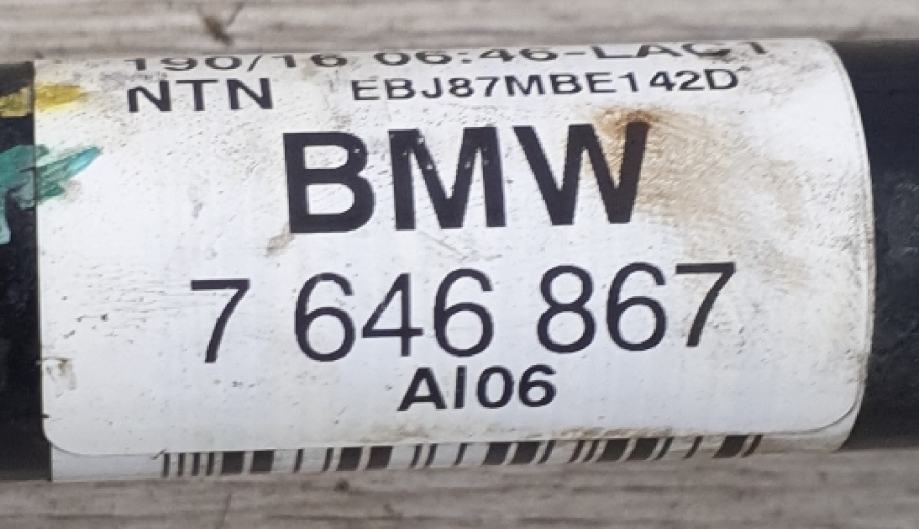 190/16 06:46-LAC1
NTN EBJ87MBE142D
BMW
7 646 867
AI06